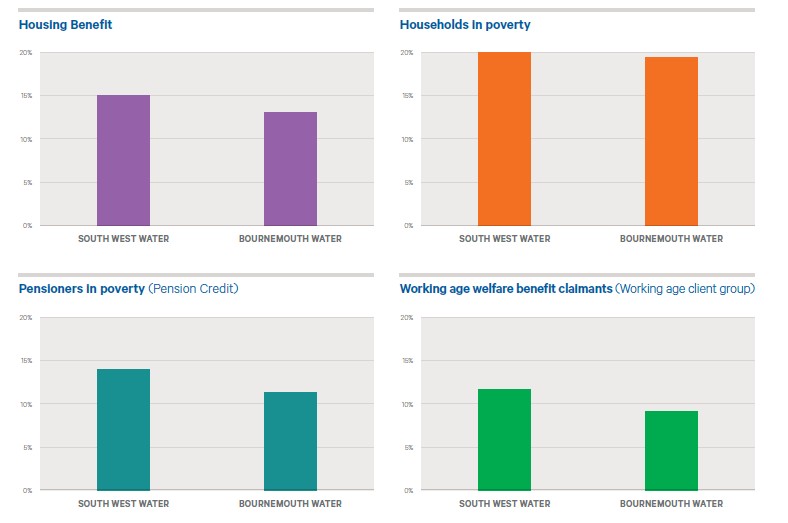 Housing Benefit
20%
15%
10%
5%
0%
SOUTH WEST WATER BOURNEMOUTH WATER
Households in poverty
20%
15%
10%
5%
0%
SOUTH WEST WATER BOURNEMOUTH WATER
Pensioners in poverty (Pension Credit)
20%
15%
10%
5%
0%
SOUTH WEST WATER BOURNEMOUTH WATER
Working age welfare benefit claimants (Working age client group)
20%
15%
10%
5%
0%
SOUTH WEST WATER BOURNEMOUTH WATER